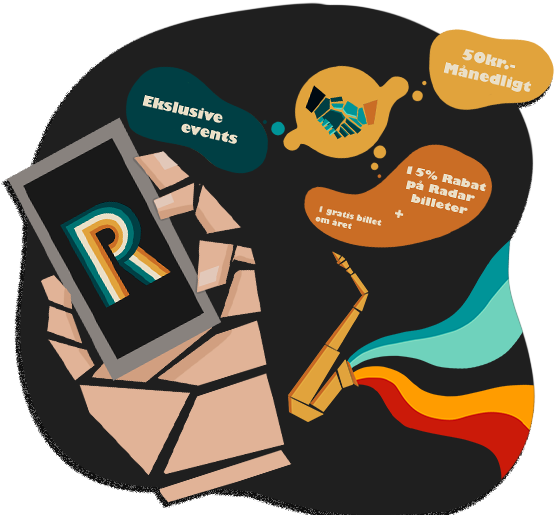 50kr.-
Månedligt
Ekslusive
events
15% Rabat
på Radar
billeter
+
1 gratis billet
om året
R